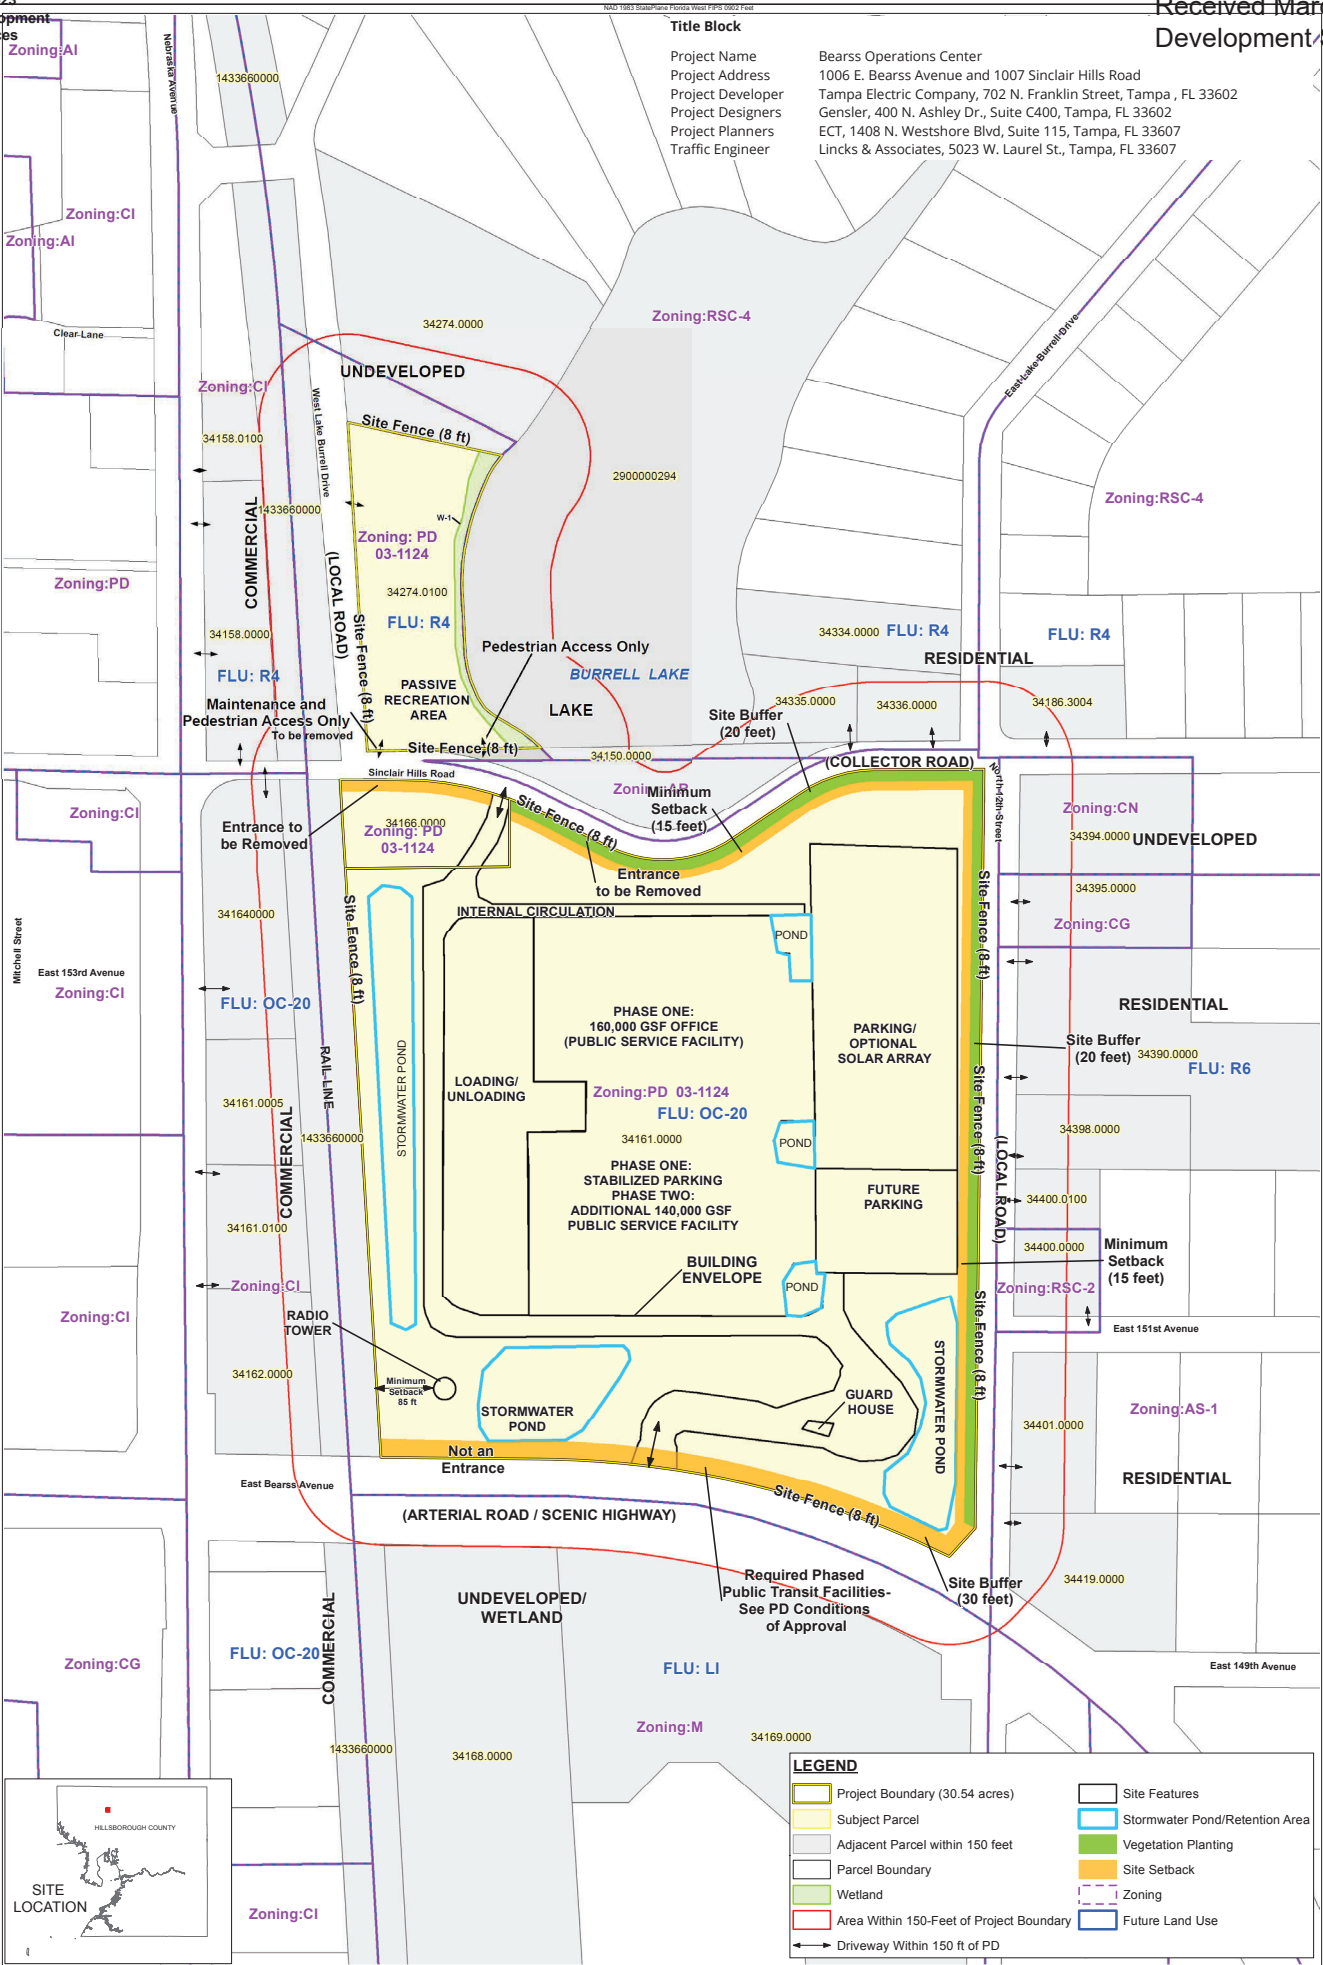 NAD 1983 StatePlane Florida West FIPS 0902 Feet
Received Mar
Development
opment
es
Title Block
Project Name Bearss Operations Center
Project Address 1006 E. Bearss Avenue and 1007 Sinclair Hills Road
Project Developer Tampa Electric Company, 702 N. Franklin Street, Tampa , FL 33602
Project Designers Gensler, 400 N. Ashley Dr., Suite C400, Tampa, FL 33602
Project Planners ECT, 1408 N. Westshore Blvd, Suite 115, Tampa, FL 33607
Traffic Engineer Lincks & Associates, 5023 W. Laurel St., Tampa, FL 33607
Zoning:AI
Nebraska Avenue
1433660000
Zoning:CI
Zoning:AI
Clear Lane
34274.0000
Zoning:RSC-4
East Lake Burrell Drive
UNDEVELOPED
Zoning:CI
West Lake Burrell Drive
Site Fence (8 ft)
34158.0100
2900000294
Zoning:RSC-4
COMMERCIAL
1433660000
W-1
Zoning: PD
03-1124
(LOCAL ROAD)
Zoning:PD
34274.0100
FLU: R4
Site Fence (8 ft)
34158.0000
FLU: R4
Pedestrian Access Only
34334.0000 FLU: R4
FLU: R4
RESIDENTIAL
BURRELL LAKE
PASSIVE
RECREATION
AREA
LAKE
Maintenance and
Pedestrian Access Only
To be removed
Site Buffer
(20 feet)
34335.0000
34336.0000
34186.3004
Site Fence (8 ft)
34150.0000
(COLLECTOR ROAD)
Sinclair Hills Road
North 12th Street
Minimum
Setback
(15 feet)
Zoning:CI
34166.0000
Zoning: PD
03-1124
Site Fence (8 ft)
Entrance to
be Removed
Entrance
to be Removed
Zoning:CN
34394.0000
UNDEVELOPED
34395.0000
Zoning:CG
Mitchell Street
341640000
Site Fence (8 ft)
INTERNAL CIRCULATION
POND
Site Fence (8 ft)
East 153rd Avenue
Zoning:CI
FLU: OC-20
RESIDENTIAL
PHASE ONE:
160,000 GSF OFFICE
(PUBLIC SERVICE FACILITY)
PARKING/
OPTIONAL
SOLAR ARRAY
Site Buffer
(20 feet)
34390.0000
FLU: R6
RAIL LINE
STORMWATER POND
LOADING/
UNLOADING
Zoning:PD 03-1124
FLU: OC-20
34161.0005
COMMERCIAL
1433660000
34161.0000
POND
Site Fence (8 ft)
34398.0000
PHASE ONE:
STABILIZED PARKING
PHASE TWO:
ADDITIONAL 140,000 GSF
PUBLIC SERVICE FACILITY
FUTURE
PARKING
(LOCAL ROAD)
34400.0100
34161.0100
34400.0000
Minimum
Setback
(15 feet)
Zoning:CI
BUILDING
ENVELOPE
POND
Zoning:RSC-2
Zoning:CI
RADIO
TOWER
Site Fence (8 ft)
East 151st Avenue
34162.0000
Minimum
Setback
85 ft
STORMWATER
POND
GUARD
HOUSE
STORMWATER POND
34401.0000
Zoning:AS-1
Not an
Entrance
RESIDENTIAL
East Bearss Avenue
(ARTERIAL ROAD / SCENIC HIGHWAY)
Site Fence (8 ft)
Required Phased
Public Transit Facilities-
See PD Conditions
of Approval
Site Buffer
(30 feet)
34419.0000
UNDEVELOPED/
WETLAND
COMMERCIAL
FLU: OC-20
Zoning:CG
FLU: LI
East 149th Avenue
Zoning:M
34169.0000
1433660000
34168.0000
HILLSBOROUGH COUNTY
SITE
LOCATION
Zoning:CI
LEGEND
Project Boundary (30.54 acres)
Subject Parcel
Adjacent Parcel within 150 feet
Parcel Boundary
Wetland
Area Within 150-Feet of Project Boundary
Driveway Within 150 ft of PD
Site Features
Stormwater Pond/Retention Area
Vegetation Planting
Site Setback
Zoning
Future Land Use